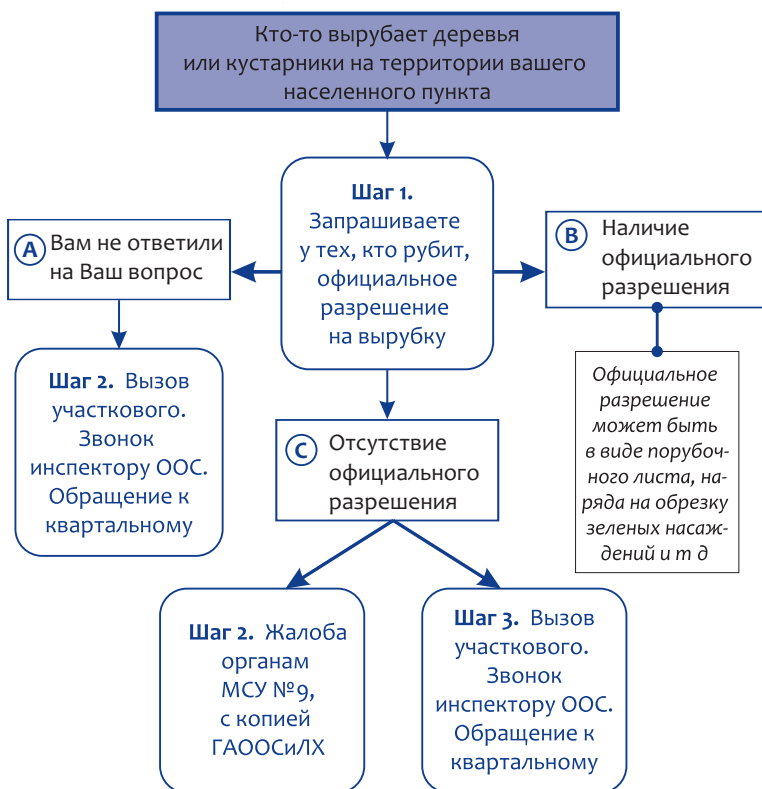 Кто-то вырубает деревья
или кустарники на территории вашего
населенного пункта
Шаг 1.
Запрашиваете
у тех, кто рубит,
официальное
разрешение
на вырубку
A Вам не ответили
на Ваш вопрос
B Наличие
официального
разрешения
Шаг 2. Вызов
участкового.
Звонок
инспектору ООС.
Обращение к
квартальному
Официальное
разрешение
может быть
в виде порубоч-
ного листа, на-
ряда на обрезку
зеленых насаж-
дений и т д
C Отсутствие
официального
разрешения
Шаг 2. Жалоба
органам
МСУ №9,
с копией
ГАООСиЛХ
Шаг 3. Вызов
участкового.
Звонок
инспектору ООС.
Обращение к
квартальному